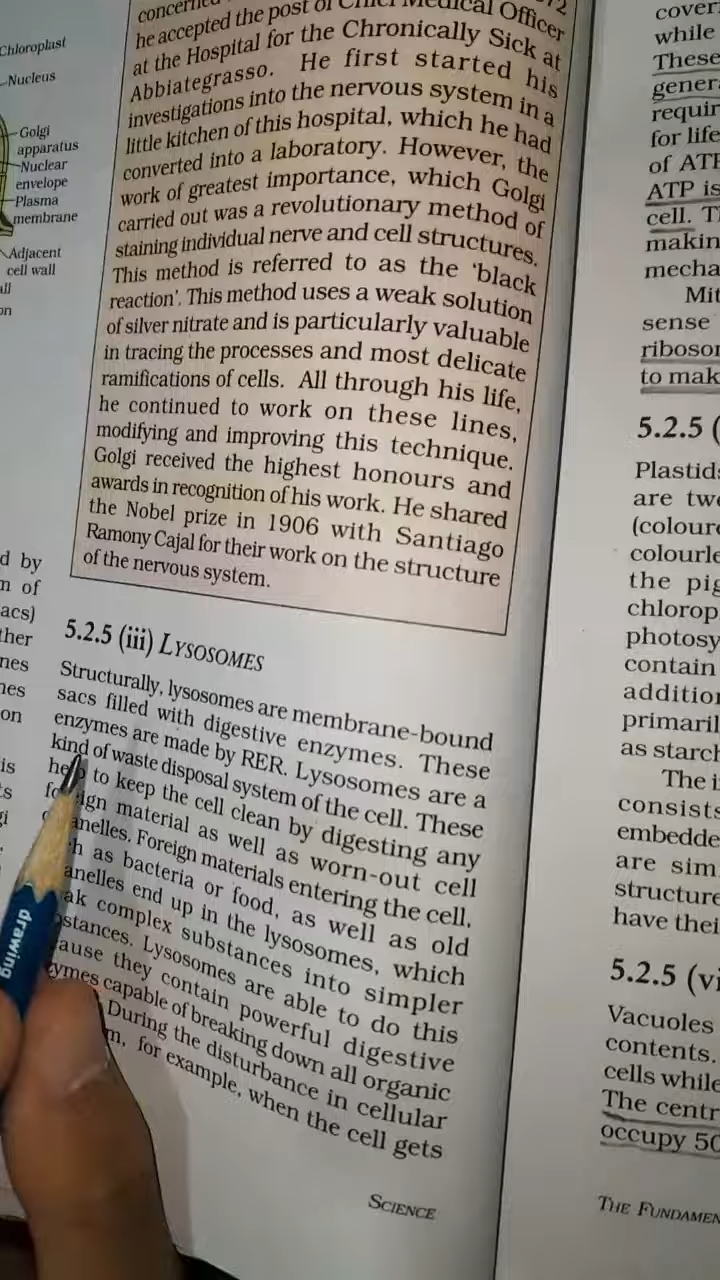 Chloroplast
Nucleus
Golgi
apparatus
Nuclear
envelope
Plasma
membrane
Adjacent
cell wall
d by
acs)
he accepted the post of Chief Medical Officer
at the Hospital for the Chronically Sick at
Abbiategrasso. He first started his
investigations into the nervous system in a
little kitchen of this hospital, which he had
converted into a laboratory. However, the
work of greatest importance, which Golgi
carried out was a revolutionary method of
staining individual nerve and cell structures.
This method is referred to as the ‘black
reaction’. This method uses a weak solution
of silver nitrate and is particularly valuable
in tracing the processes and most delicate
ramifications of cells. All through his life,
he continued to work on these lines,
modifying and improving this technique.
Golgi received the highest honours and
awards in recognition of his work. He shared
the Nobel prize in 1906 with Santiago
Ramony Cajal for their work on the structure
of the nervous system.
5.2.5 (iii) LYSOSOMES
Structurally, lysosomes are membrane-bound
sacs filled with digestive enzymes. These
enzymes are made by RER. Lysosomes are a
kind of waste disposal system of the cell. These
help to keep the cell clean by digesting any
foreign material as well as worn-out cell
organelles. Foreign materials entering the cell,
as bacteria or food, as well as old
anelles end up in the lysosomes, which
complex substances into simpler
stances. Lysosomes are able to do this
ause they contain powerful digestive
zymes capable of breaking down all organic
During the disturbance in cellular
m, for example, when the cell gets
SCIENCE
drawing
cover
while
These
gener
requir
for life
of ATP
ATP is
cell. T
makin
mecha
Mit
sense
riboso
to mak
5.2.5 (
Plastid
are tw
(colour
colourle
the pig
chlorop
photosy
contain
addition
primaril
as starch
The i
consists
embedde
are sim
structure
have thei
5.2.5 (vi
Vacuoles
contents.
cells while
The centr
occupy 50
THE FUNDAMEN